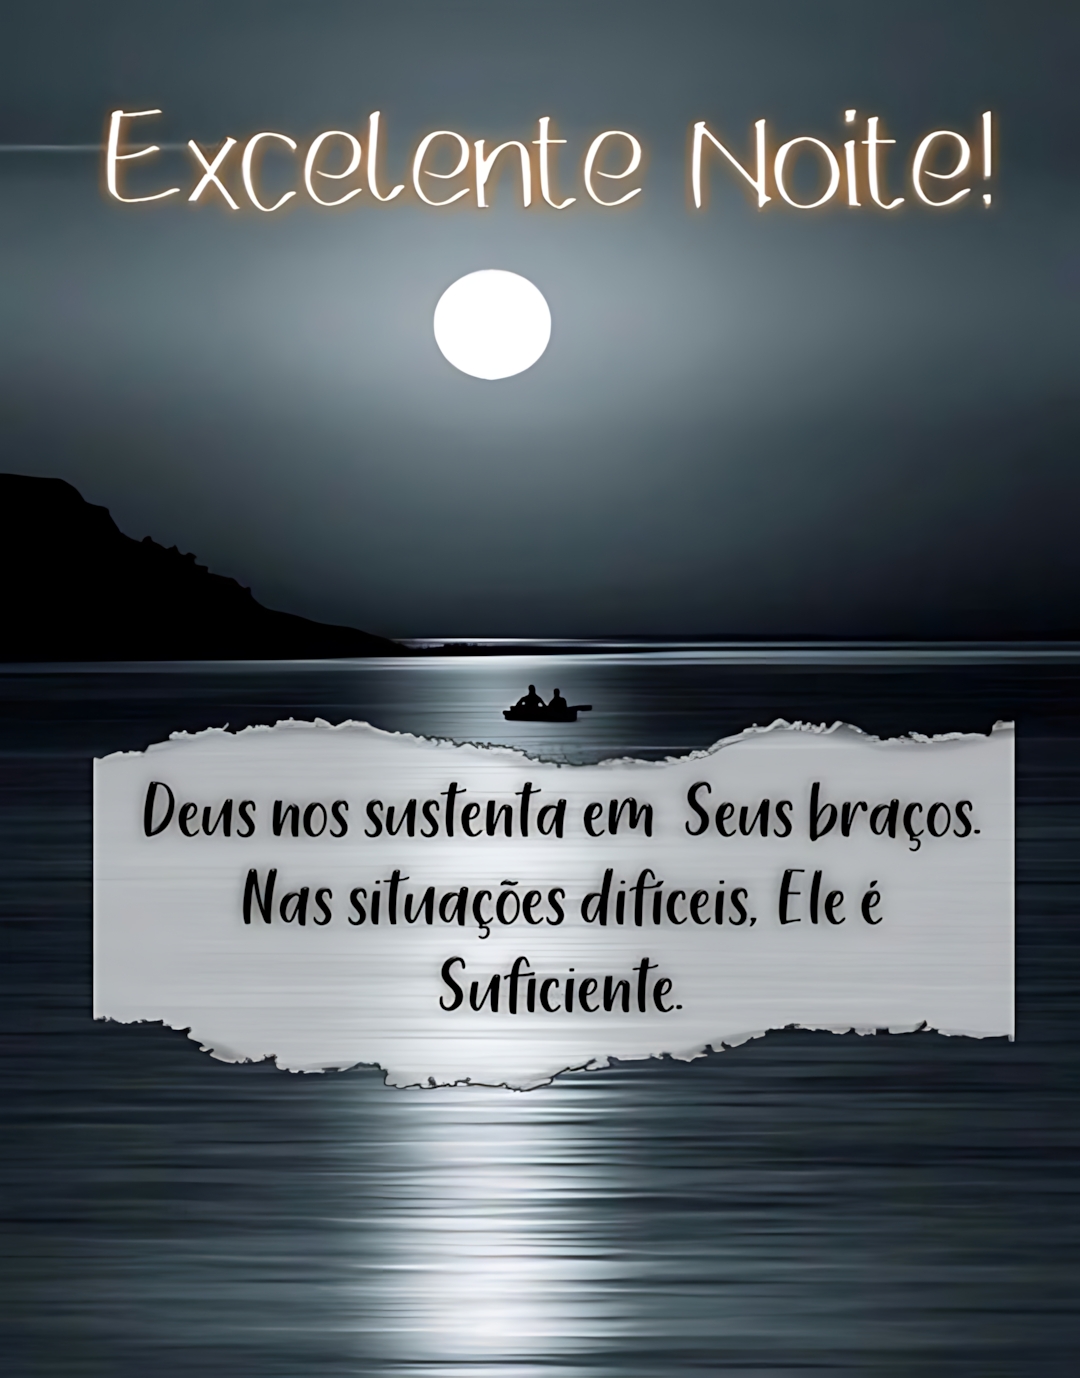 Excelente Noite!
Deus nos sustenta em Seus braços.
Nas situações difíceis, Ele é
Suficiente.